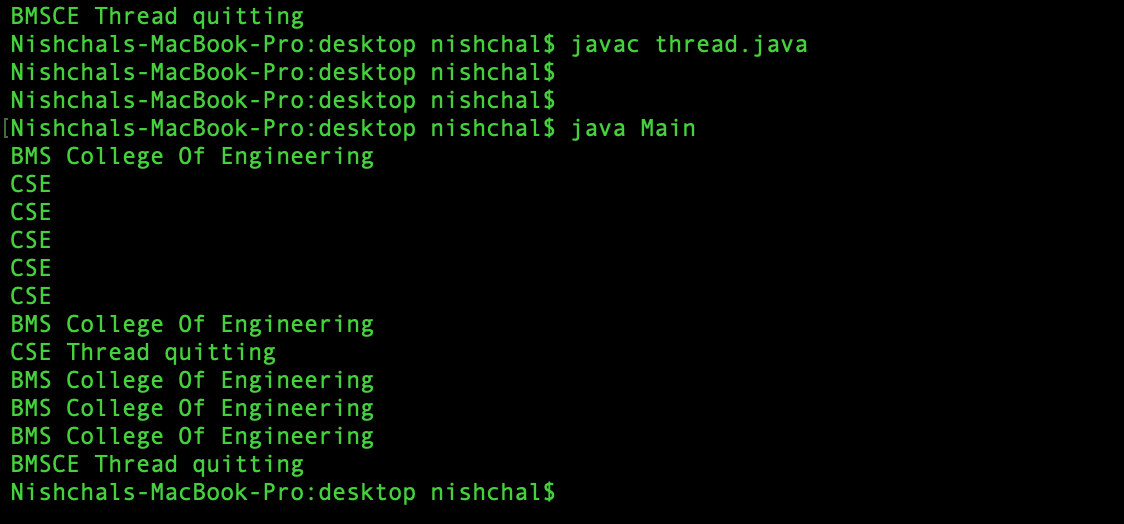 BMSCE Thread quitting
Nishchals-MacBook-Pro:desktop nishchal$ javac thread.java
Nishchals-MacBook-Pro:desktop nishchal$
Nishchals-MacBook-Pro:desktop nishchal$
[Nishchals-MacBook-Pro:desktop nishchal$ java Main
BMS College Of Engineering
CSE
CSE
CSE
CSE
CSE
BMS College Of Engineering
CSE Thread quitting
BMS College Of Engineering
BMS College Of Engineering
BMS College Of Engineering
BMSCE Thread quitting
Nishchals-MacBook-Pro:desktop nishchal$